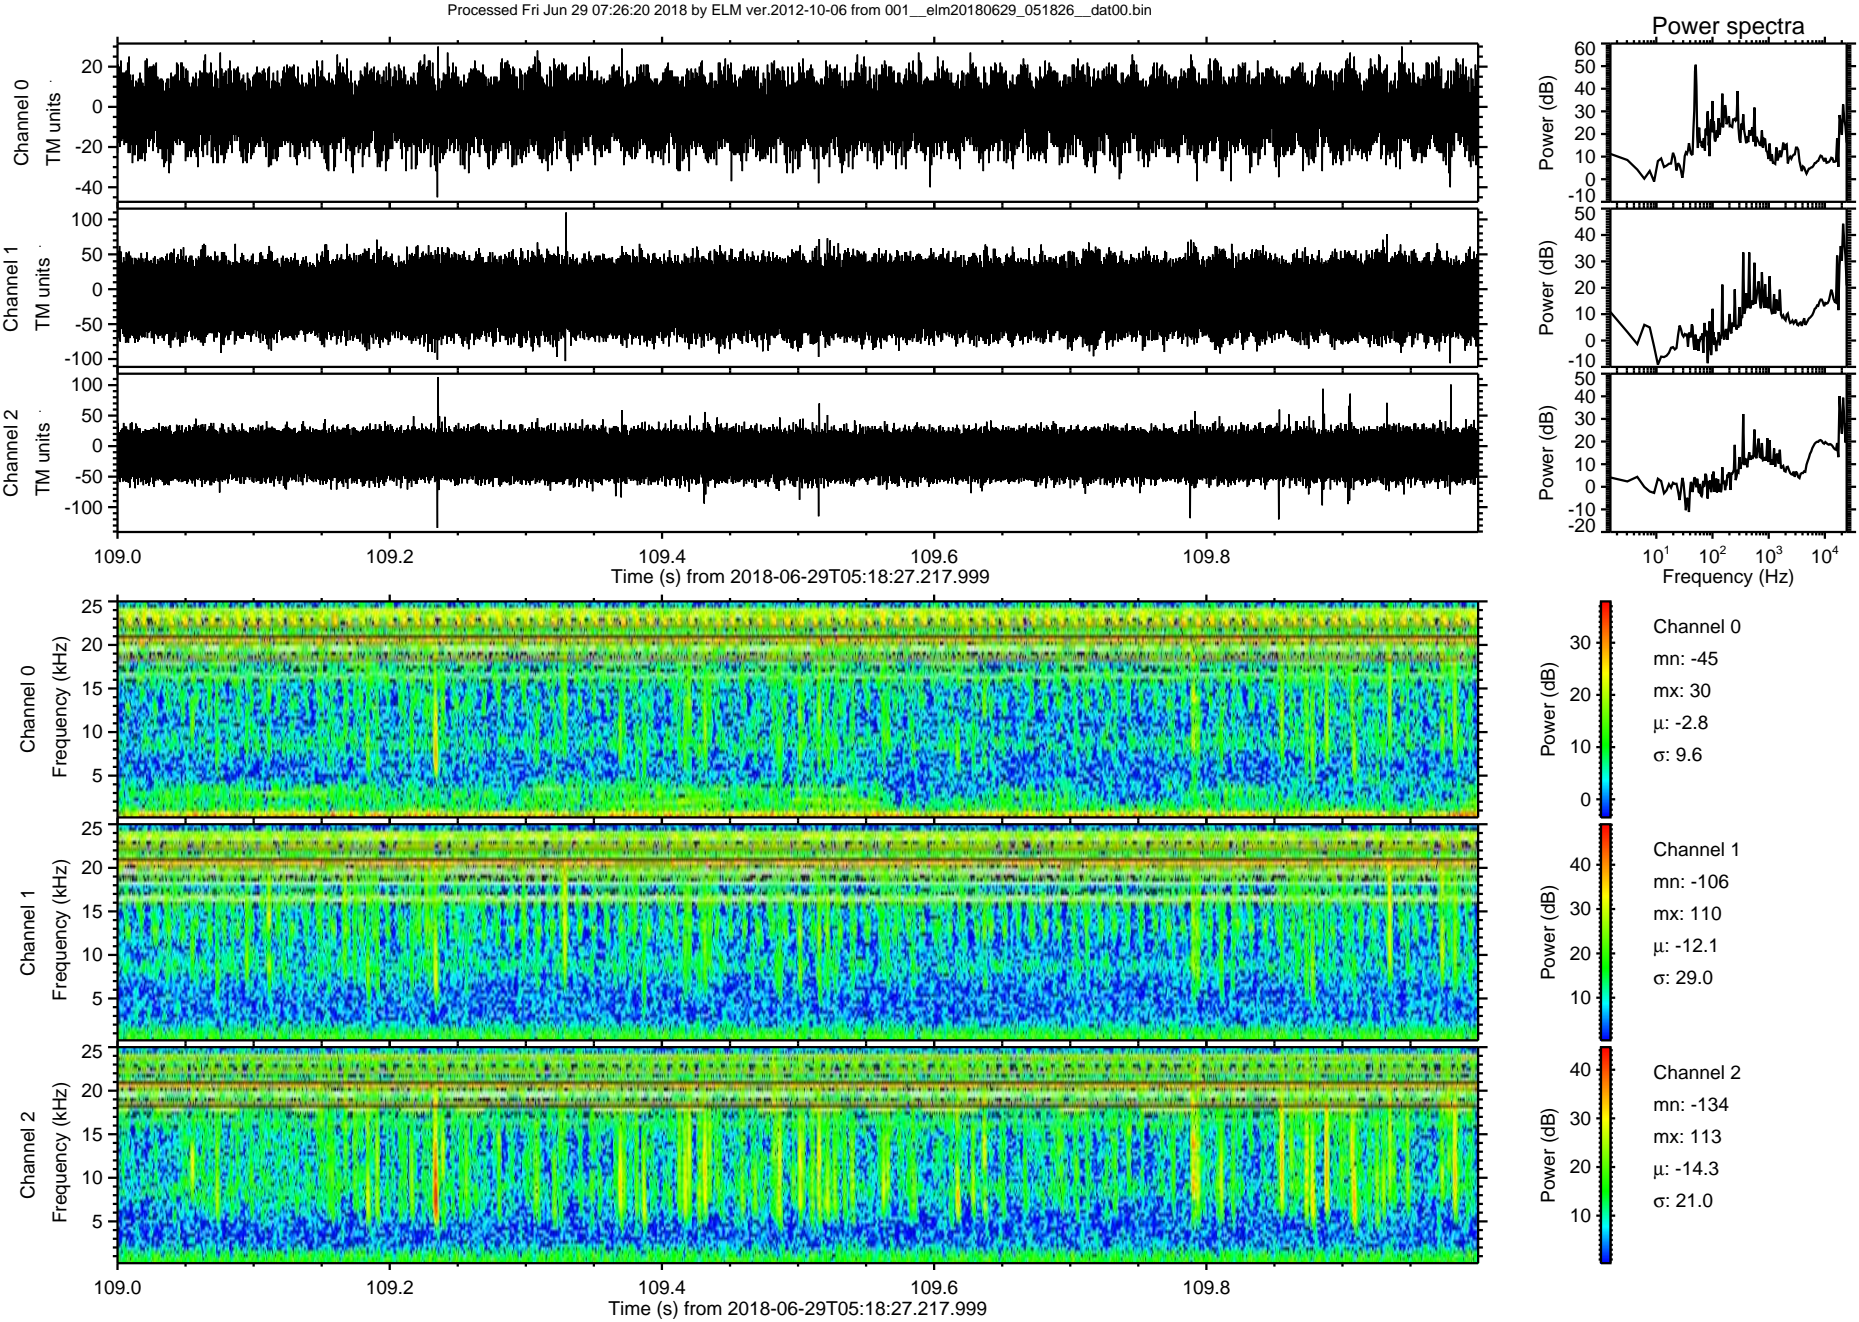 Processed Fri Jun 29 07:26:20 2018 by ELM ver.2012-10-06 from 001__elm20180629_051826__dat00.bin
Power spectra
Channel 0
TM units
20
0
-20
-40
Power (dB)
60
50
40
30
20
10
0
-10
Channel 1
TM units
100
50
0
-50
-100
Power (dB)
50
40
30
20
10
0
-10
Channel 2
TM units
100
50
0
-50
-100
Power (dB)
50
40
30
20
10
0
-10
-20
109.0 109.2 109.4 109.6 109.8
Time (s) from 2018-06-29T05:18:27.217.999
10¹ 10² 10³ 10⁴
Frequency (Hz)
Channel 0
Frequency (kHz)
25
20
15
10
5
Power (dB)
30
20
10
0
Channel 0
mn: -45
mx: 30
μ: -2.8
σ: 9.6
Channel 1
Frequency (kHz)
25
20
15
10
5
Power (dB)
40
30
20
10
Channel 1
mn: -106
mx: 110
μ: -12.1
σ: 29.0
Channel 2
Frequency (kHz)
25
20
15
10
5
Power (dB)
40
30
20
10
Channel 2
mn: -134
mx: 113
μ: -14.3
σ: 21.0
109.0 109.2 109.4 109.6 109.8
Time (s) from 2018-06-29T05:18:27.217.999